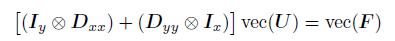 [(I_y ⊗ D_xx) + (D_yy ⊗ I_x)] vec(U) = vec(F)